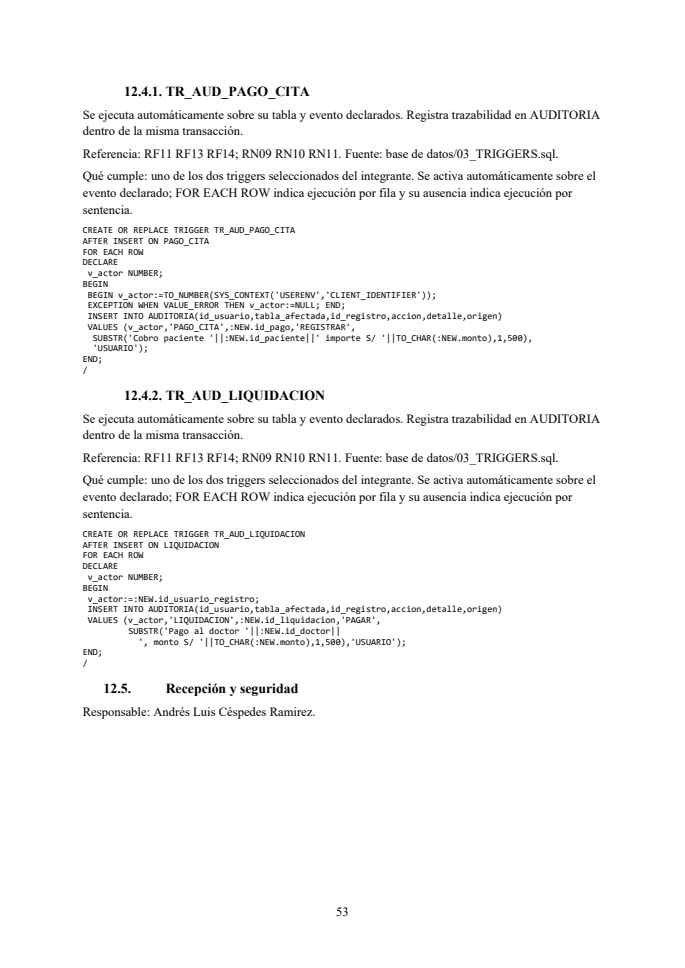 12.4.1. TR_AUD_PAGO_CITA
Se ejecuta automáticamente sobre su tabla y evento declarados. Registra trazabilidad en AUDITORIA
dentro de la misma transacción.
Referencia: RF11 RF13 RF14; RN09 RN10 RN11. Fuente: base de datos/03_TRIGGERS.sql.
Qué cumple: uno de los dos triggers seleccionados del integrante. Se activa automáticamente sobre el
evento declarado; FOR EACH ROW indica ejecución por fila y su ausencia indica ejecución por
sentencia.
CREATE OR REPLACE TRIGGER TR_AUD_PAGO_CITA
AFTER INSERT ON PAGO_CITA
FOR EACH ROW
DECLARE
 v_actor NUMBER;
BEGIN
 BEGIN v_actor:=TO_NUMBER(SYS_CONTEXT('USERENV','CLIENT_IDENTIFIER'));
 EXCEPTION WHEN VALUE_ERROR THEN v_actor:=NULL; END;
 INSERT INTO AUDITORIA(id_usuario,tabla_afectada,id_registro,accion,detalle,origen)
 VALUES (v_actor,'PAGO_CITA',:NEW.id_pago,'REGISTRAR',
  SUBSTR('Cobro paciente '||:NEW.id_paciente||' importe S/ '||TO_CHAR(:NEW.monto),1,500),
  'USUARIO');
END;
/
12.4.2. TR_AUD_LIQUIDACION
Se ejecuta automáticamente sobre su tabla y evento declarados. Registra trazabilidad en AUDITORIA
dentro de la misma transacción.
Referencia: RF11 RF13 RF14; RN09 RN10 RN11. Fuente: base de datos/03_TRIGGERS.sql.
Qué cumple: uno de los dos triggers seleccionados del integrante. Se activa automáticamente sobre el
evento declarado; FOR EACH ROW indica ejecución por fila y su ausencia indica ejecución por
sentencia.
CREATE OR REPLACE TRIGGER TR_AUD_LIQUIDACION
AFTER INSERT ON LIQUIDACION
FOR EACH ROW
DECLARE
 v_actor NUMBER;
BEGIN
 v_actor:=:NEW.id_usuario_registro;
 INSERT INTO AUDITORIA(id_usuario,tabla_afectada,id_registro,accion,detalle,origen)
 VALUES (v_actor,'LIQUIDACION',:NEW.id_liquidacion,'PAGAR',
         SUBSTR('Pago al doctor '||:NEW.id_doctor||
           ', monto S/ '||TO_CHAR(:NEW.monto),1,500),'USUARIO');
END;
/
12.5. Recepción y seguridad
Responsable: Andrés Luis Céspedes Ramirez.
53